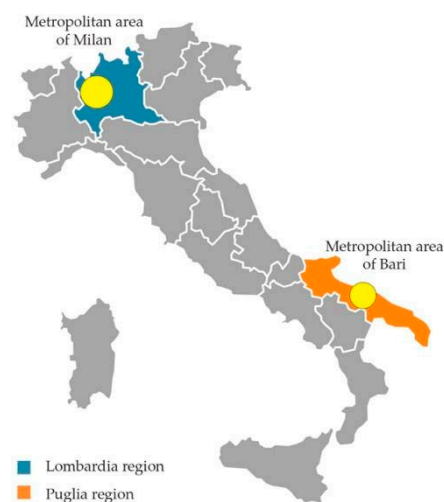 Metropolitan area
of Milan
Metropolitan area
of Bari
Lombardia region
Puglia region